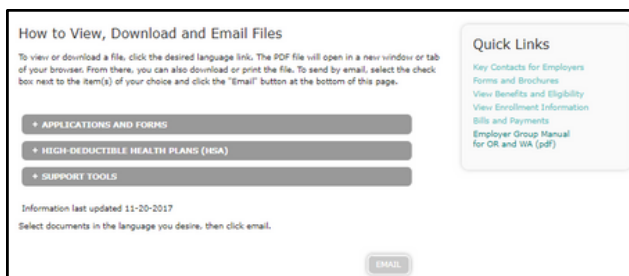 How to View, Download and Email Files
To view or download a file, click the desired language link. The PDF file will open in a new window or tab
of your browser. From there, you can also download or print the file. To send by email, select the check
box next to the item(s) of your choice and click the "Email" button at the bottom of this page.
+ APPLICATIONS AND FORMS
+ HIGH-DEDUCTIBLE HEALTH PLANS (HSA)
+ SUPPORT TOOLS
Information last updated 11-20-2017
Select documents in the language you desire, then click email.
EMAIL
Quick Links
Key Contacts for Employers
Forms and Brochures
View Benefits and Eligibility
View Enrollment Information
Bills and Payments
Employer Group Manual
for OR and WA (pdf)